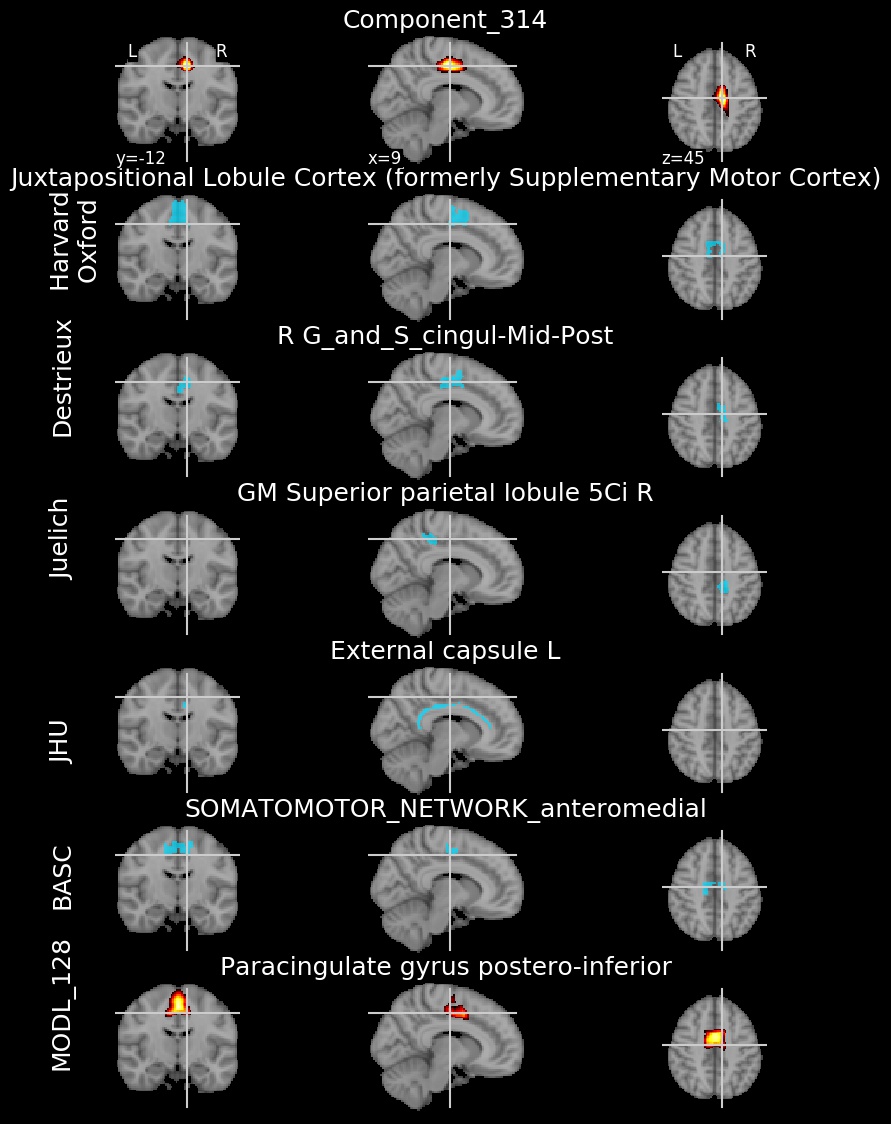 Component_314
L R
L R
y=-12 x=9 z=45
Juxtapositional Lobule Cortex (formerly Supplementary Motor Cortex)
Harvard
Oxford
R G_and_S_cingul-Mid-Post
Destrieux
GM Superior parietal lobule 5Ci R
Juelich
External capsule L
JHU
SOMATOMOTOR_NETWORK_anteromedial
BASC
Paracingulate gyrus postero-inferior
MODL_128